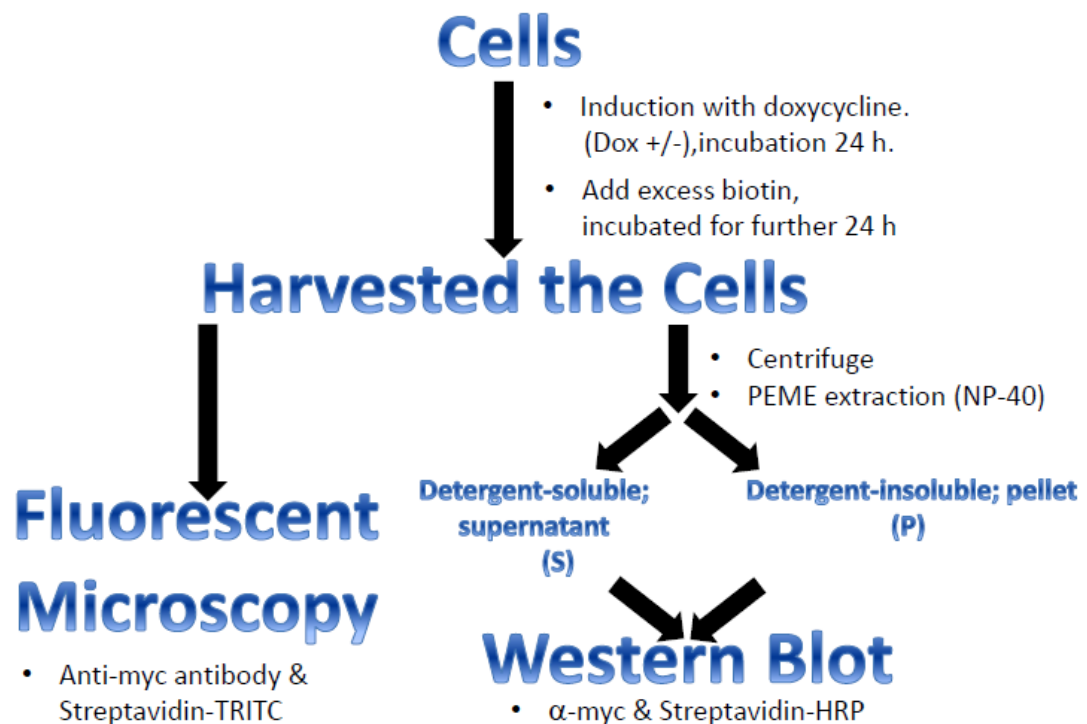 Cells
• Induction with doxycycline.
(Dox +/-),incubation 24 h.
• Add excess biotin,
incubated for further 24 h
Harvested the Cells
• Centrifuge
• PEME extraction (NP-40)
Fluorescent
Microscopy
• Anti-myc antibody &
Streptavidin-TRITC
Detergent-soluble;
supernatant
(S)
Detergent-insoluble; pellet
(P)
Western Blot
• α-myc & Streptavidin-HRP